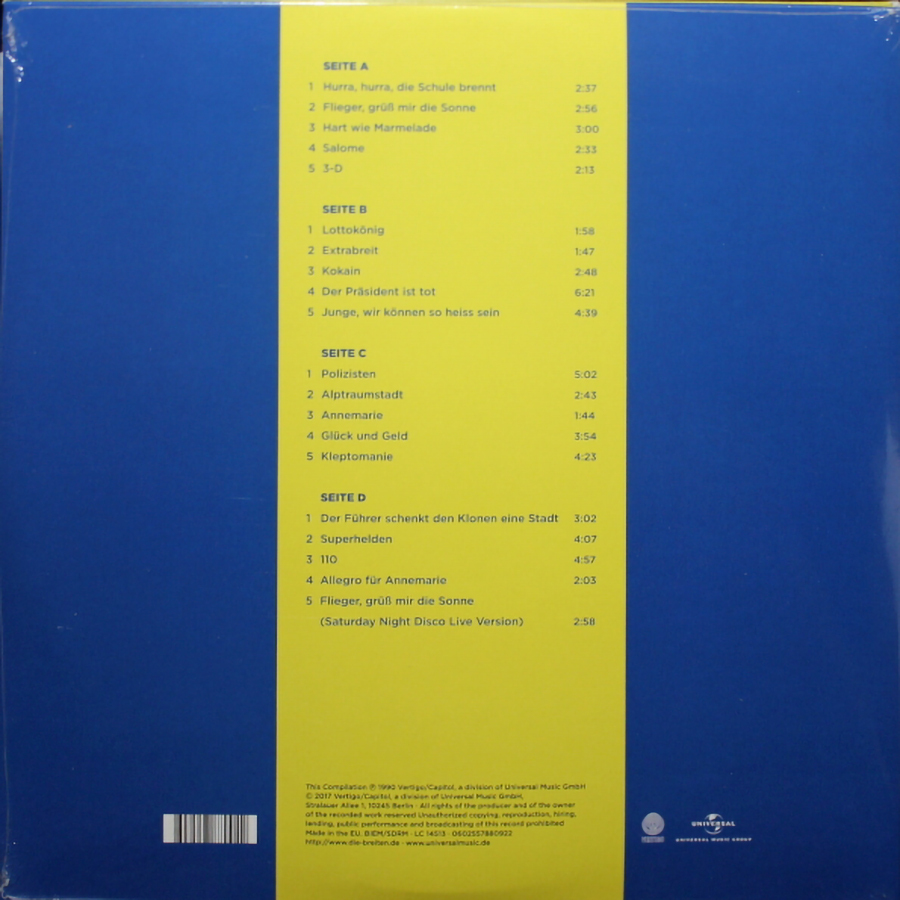 SEITE A
1 Hurra, hurra, die Schule brennt 2:37
2 Flieger, grüß mir die Sonne 2:56
3 Hart wie Marmelade 3:00
4 Salome 2:33
5 3-D 2:13
SEITE B
1 Lottokönig 1:58
2 Extrabreit 1:47
3 Kokain 2:48
4 Der Präsident ist tot 6:21
5 Junge, wir können so heiss sein 4:39
SEITE C
1 Polizisten 5:02
2 Alptraumstadt 2:43
3 Annemarie 1:44
4 Glück und Geld 3:54
5 Kleptomanie 4:23
SEITE D
1 Der Führer schenkt den Klonen eine Stadt 3:02
2 Superhelden 4:07
3 110 4:57
4 Allegro für Annemarie 2:03
5 Flieger, grüß mir die Sonne
(Saturday Night Disco Live Version) 2:58
This Compilation ℗ 1990 Vertigo/Capitol, a division of Universal Music GmbH
© 2017 Vertigo/Capitol, a division of Universal Music GmbH,
Stralauer Allee 1, 10245 Berlin · All rights of the producer and of the owner
of the recorded work reserved Unauthorized copying, reproduction, hiring,
lending, public performance and broadcasting of this record prohibited
Made in the EU. BIEM/SDRM · LC 14513 · 0602557880922
http://www.die-breiten.de · www.universalmusic.de
UNIVERSAL
UNIVERSAL MUSIC GROUP